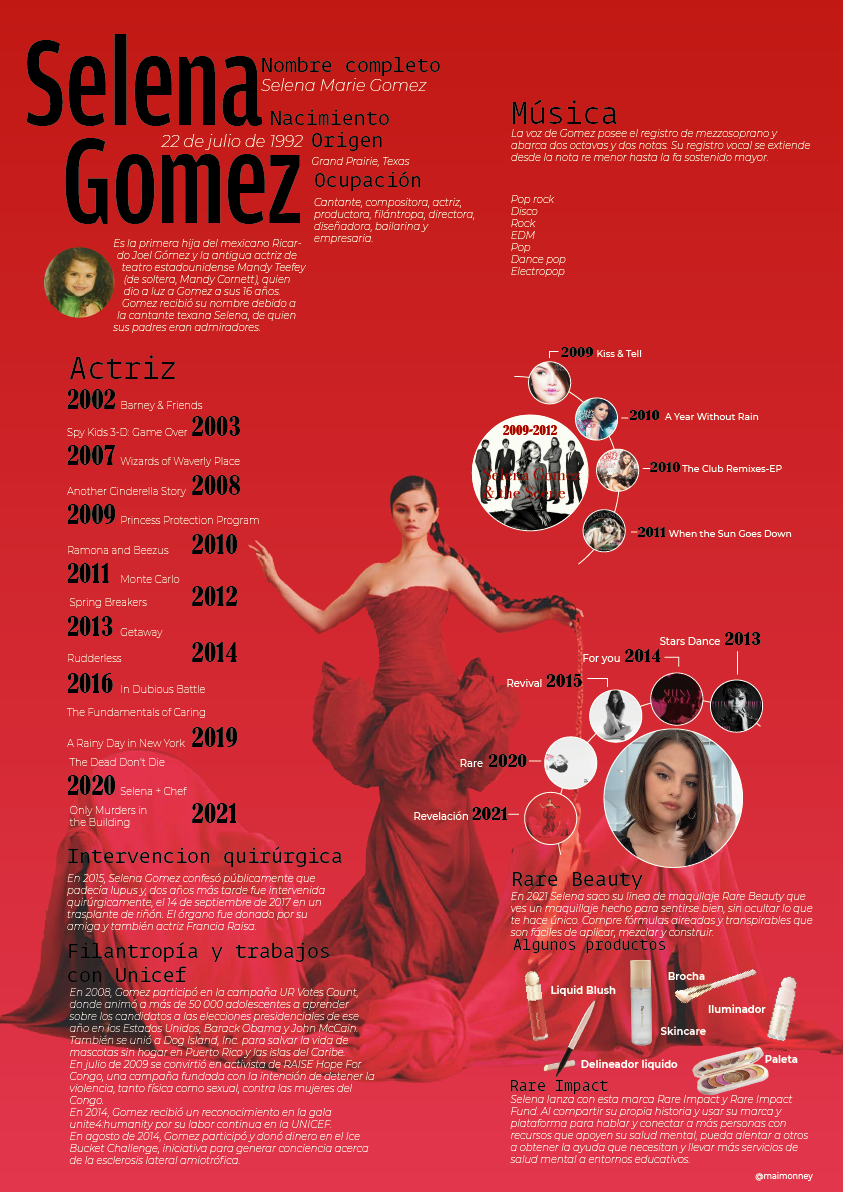 Selena
Gomez
Nombre completo
Selena Marie Gomez
Nacimiento
22 de julio de 1992
Origen
Grand Prairie, Texas
Ocupación
Cantante, compositora, actriz,
productora, filántropa, directora,
diseñadora, bailarina y
empresaria.
Es la primera hija del mexicano Ricar-
do Joel Gómez y la antigua actriz de
teatro estadounidense Mandy Teefey
(de soltera, Mandy Cornett), quien
dio a luz a Gomez a sus 16 años.
Gomez recibió su nombre debido a
la cantante texana Selena, de quien
sus padres eran admiradores.
Música
La voz de Gomez posee el registro de mezzosoprano y
abarca dos octavas y dos notas. Su registro vocal se extiende
desde la nota re menor hasta la fa sostenido mayor.
Pop rock
Disco
Rock
EDM
Pop
Dance pop
Electropop
Actriz
2002 Barney & Friends
Spy Kids 3-D: Game Over 2003
2007 Wizards of Waverly Place
Another Cinderella Story 2008
2009 Princess Protection Program
Ramona and Beezus 2010
2011 Monte Carlo
Spring Breakers 2012
2013 Getaway
Rudderless 2014
2016 In Dubious Battle
The Fundamentals of Caring
A Rainy Day in New York 2019
The Dead Don't Die
2020 Selena + Chef
Only Murders in
the Building 2021
2009 Kiss & Tell
2010 A Year Without Rain
2009-2012
Selena Gomez
& the Scene
2010 The Club Remixes-EP
2011 When the Sun Goes Down
Stars Dance 2013
For you 2014
Revival 2015
SELENA
GOMEZ
Rare 2020
Revelación 2021
Intervencion quirúrgica
En 2015, Selena Gomez confesó públicamente que
padecía lupus y, dos años más tarde fue intervenida
quirúrgicamente, el 14 de septiembre de 2017 en un
trasplante de riñón. El órgano fue donado por su
amiga y también actriz Francia Raisa.
Filantropía y trabajos
con Unicef
En 2008, Gomez participó en la campaña UR Votes Count,
donde animó a más de 50 000 adolescentes a aprender
sobre los candidatos a las elecciones presidenciales de ese
año en los Estados Unidos, Barack Obama y John McCain.
También se unió a Dog Island, Inc. para salvar la vida de
mascotas sin hogar en Puerto Rico y las islas del Caribe.
En julio de 2009 se convirtió en activista de RAISE Hope For
Congo, una campaña fundada con la intención de detener la
violencia, tanto física como sexual, contra las mujeres del
Congo.
En 2014, Gomez recibió un reconocimiento en la gala
unite4:humanity por su labor continua en la UNICEF.
En agosto de 2014, Gomez participó y donó dinero en el Ice
Bucket Challenge, iniciativa para generar conciencia acerca
de la esclerosis lateral amiotrófica.
Rare Beauty
En 2021 Selena saco su linea de maqullaje Rare Beauty que
ves un maquillaje hecho para sentirse bien, sin ocultar lo que
te hace único. Compre fórmulas aireadas y transpirables que
son fáciles de aplicar, mezclar y construir.
Algunos productos
Liquid Blush
Brocha
Iluminador
Skincare
Delineador liquido
Paleta
Rare Impact
Selena lanza con esta marca Rare Impact y Rare Impact
Fund. Al compartir su propia historia y usar su marca y
plataforma para hablar y conectar a más personas con
recursos que apoyen su salud mental, pueda alentar a otros
a obtener la ayuda que necesitan y llevar más servicios de
salud mental a entornos educativos.
@maimonney